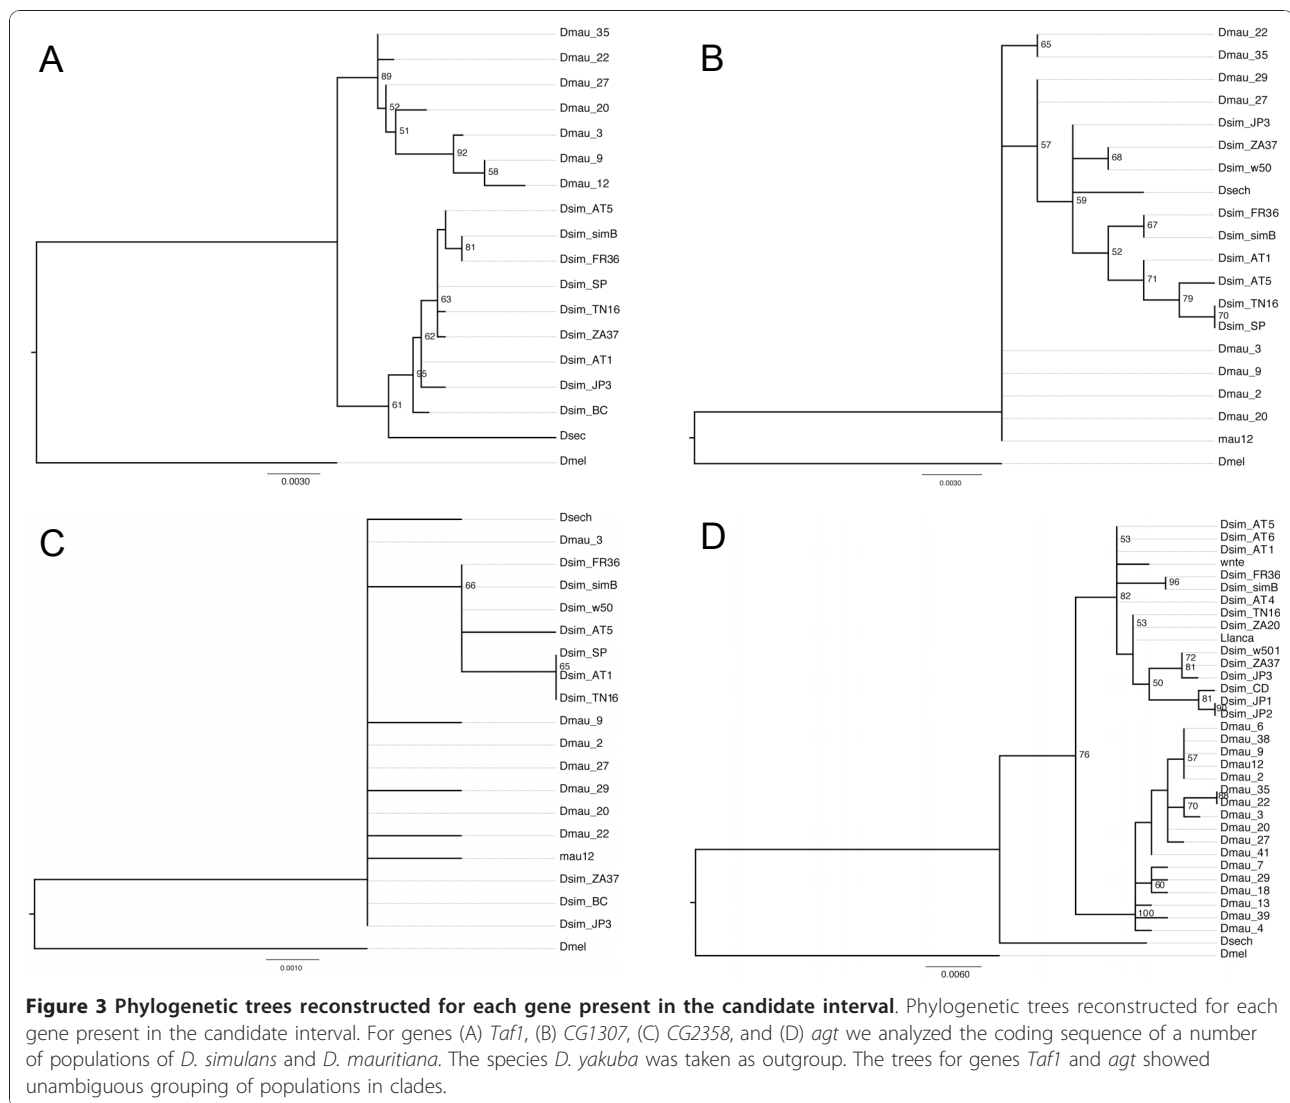 A
Dmau_35
Dmau_22
89
Dmau_27
52
Dmau_20
51
Dmau_3
92
Dmau_9
58
Dmau_12
Dsim_AT5
Dsim_simB
81
Dsim_FR36
Dsim_SP
63
Dsim_TN16
62
Dsim_ZA37
Dsim_AT1
95
Dsim_JP3
61
Dsim_BC
Dsec
Dmel
0.0030
B
Dmau_22
65
Dmau_35
Dmau_29
Dmau_27
Dsim_JP3
57
Dsim_ZA37
68
Dsim_w50
Dsech
59
Dsim_FR36
67
Dsim_simB
52
Dsim_AT1
71
Dsim_AT5
79
Dsim_TN16
70
Dsim_SP
Dmau_3
Dmau_9
Dmau_2
Dmau_20
mau12
Dmel
0.0030
C
Dsech
Dmau_3
Dsim_FR36
66
Dsim_simB
Dsim_w50
Dsim_AT5
Dsim_SP
65
Dsim_AT1
Dsim_TN16
Dmau_9
Dmau_2
Dmau_27
Dmau_29
Dmau_20
Dmau_22
mau12
Dsim_ZA37
Dsim_BC
Dsim_JP3
Dmel
0.0010
D
Dsim_AT5
53
Dsim_AT6
Dsim_AT1
wnte
Dsim_FR36
96
Dsim_simB
82
Dsim_AT4
Dsim_TN16
53
Dsim_ZA20
Llanca
Dsim_w501
72
Dsim_ZA37
81
Dsim_JP3
50
Dsim_CD
81
Dsim_JP1
Dsim_JP2
Dmau_6
Dmau_38
76
Dmau_9
57
Dmau12
Dmau_2
Dmau_35
88
Dmau_22
70
Dmau_3
Dmau_20
Dmau_27
Dmau_41
Dmau_7
Dmau_29
60
Dmau_18
Dmau_13
100
Dmau_39
Dmau_4
Dsech
Dmel
0.0060
Figure 3 Phylogenetic trees reconstructed for each gene present in the candidate interval. Phylogenetic trees reconstructed for each
gene present in the candidate interval. For genes (A) Taf1, (B) CG1307, (C) CG2358, and (D) agt we analyzed the coding sequence of a number
of populations of D. simulans and D. mauritiana. The species D. yakuba was taken as outgroup. The trees for genes Taf1 and agt showed
unambiguous grouping of populations in clades.